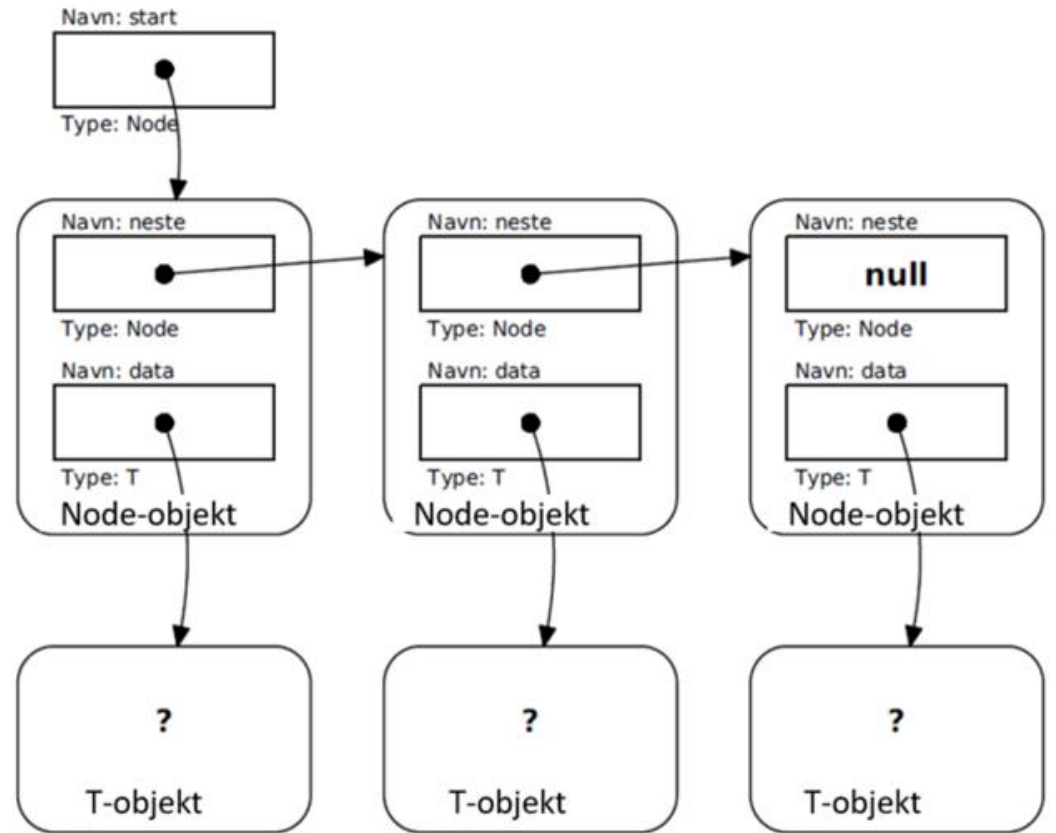 Navn: start
Type: Node
Navn: neste
Type: Node
Navn: data
Type: T
Node-objekt
Navn: neste
Type: Node
Navn: data
Type: T
Node-objekt
Navn: neste
null
Type: Node
Navn: data
Type: T
Node-objekt
?
T-objekt
?
T-objekt
?
T-objekt